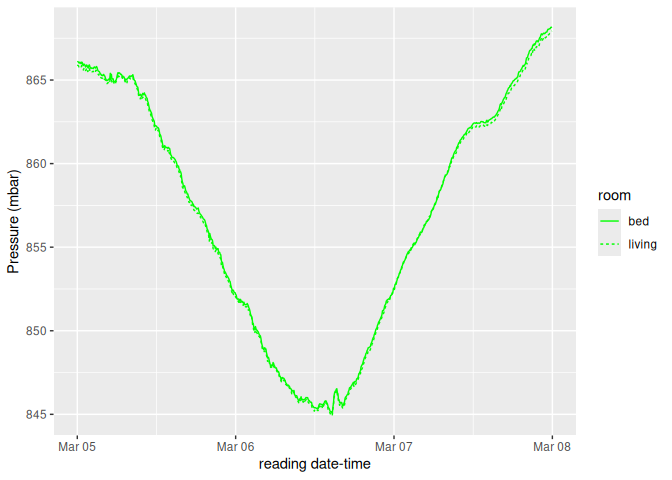 865
860
855
850
845
Pressure (mbar)
Mar 05 Mar 06 Mar 07 Mar 08
reading date-time
room
bed
living